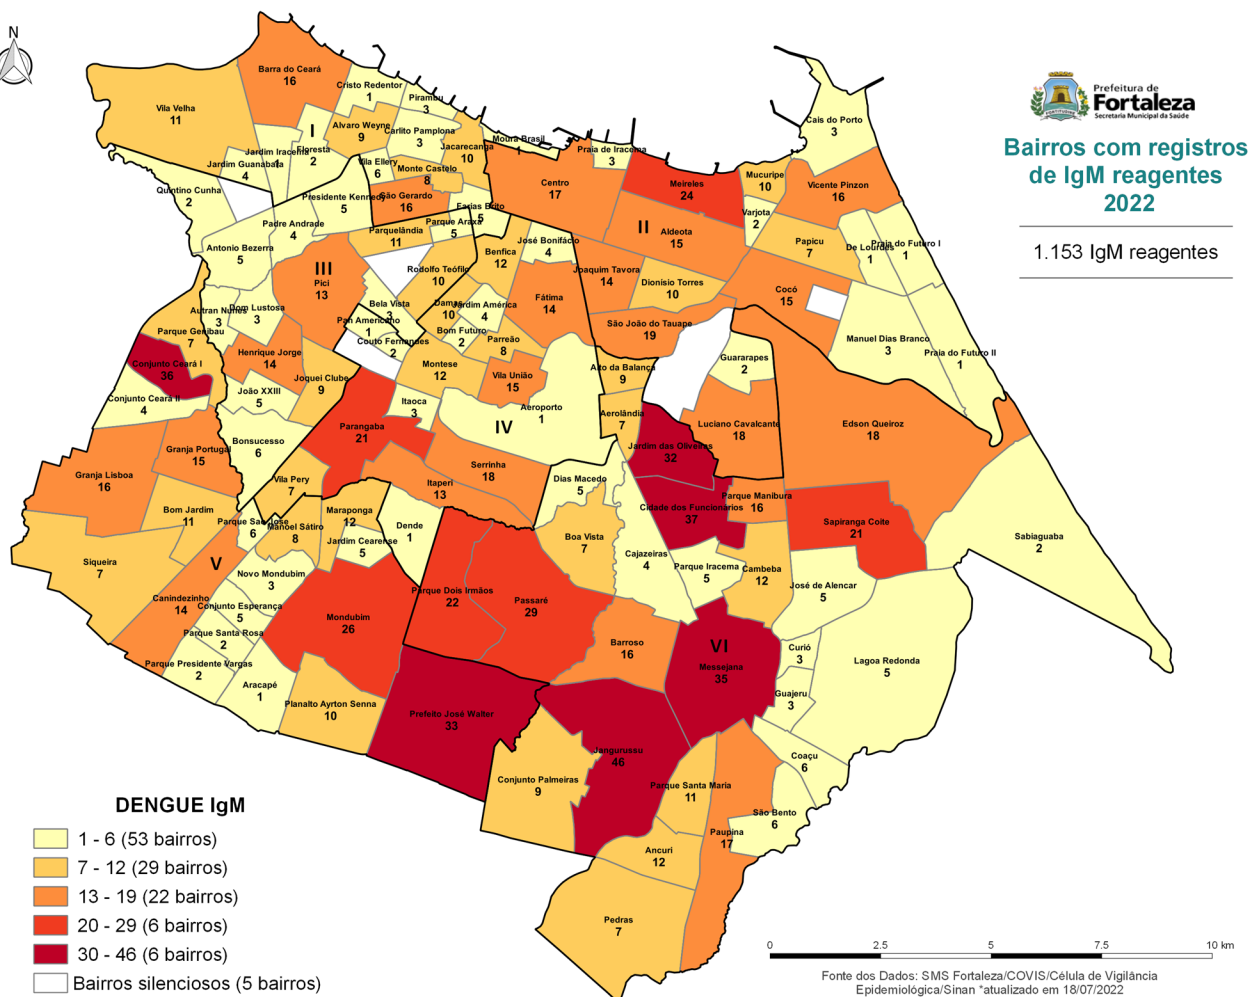 N
Prefeitura de
Fortaleza
Secretaria Municipal da Saúde
Bairros com registros
de IgM reagentes
2022
1.153 IgM reagentes
Barra do Ceará
16
Cristo Redentor
1
Pirambu
3
Vila Velha
11
I
Floresta
2
Alvaro Weyne
9
Carlito Pamplona
3
Moura Brasil
1
Jacarecanga
10
Jardim Iracema
Jardim Guanabara
4
Vila Ellery
6
Monte Castelo
8
Praia de Iracema
3
Cais do Porto
3
Quintino Cunha
2
Presidente Kennedy
5
São Gerardo
16
Farias Brito
5
Centro
17
Meireles
24
Mucuripe
10
Vicente Pinzon
16
Varjota
2
Padre Andrade
4
Parque Araxá
5
Parquelândia
11
II
Aldeota
15
Papicu
7
De Lourdes
1
Praia do Futuro I
1
Antonio Bezerra
5
III
Pici
13
Rodolfo Teófilo
10
Benfica
12
José Bonifácio
4
Joaquim Tavora
14
Dionisio Torres
10
Cocó
15
Autran Nunes
3
Dom Lustosa
3
Bela Vista
3
Damas
10
Jardim América
4
Fátima
14
Pan Americano
1
Bom Futuro
2
São João do Tauape
19
Parque Genibau
7
Couto Fernandes
2
Parreão
8
Manuel Dias Branco
3
Praia do Futuro II
1
Henrique Jorge
14
Guararapes
2
Conjunto Ceará I
36
Joquei Clube
9
Montese
12
Vila União
15
Alto da Balança
9
João XXIII
5
Conjunto Ceará II
4
Itaoca
3
Aeroporto
1
IV
Aerolândia
7
Luciano Cavalcante
18
Edson Queiroz
18
Parangaba
21
Bonsucesso
6
Granja Portugal
15
Jardim das Oliveiras
32
Granja Lisboa
16
Serrinha
18
Itaperi
13
Dias Macedo
5
Vila Pery
7
Parque Manibura
16
Cidade dos Funcionarios
37
Bom Jardim
11
Parque Sao Jose
6
Manoel Sátiro
8
Maraponga
12
Dende
1
Jardim Cearense
5
Boa Vista
7
Sapiranga Coite
21
Sabiaguaba
2
Cajazeiras
4
Siqueira
7
V
Novo Mondubim
3
Parque Iracema
5
Cambeba
12
José de Alencar
5
Canindezinho
14
Conjunto Esperança
5
Parque Dois Irmãos
22
Passaré
29
Mondubim
26
Parque Santa Rosa
2
Barroso
16
VI
Messejana
35
Curió
3
Lagoa Redonda
5
Parque Presidente Vargas
2
Aracapé
1
Guajeru
3
Planalto Ayrton Senna
10
Prefeito José Walter
33
Jangurussu
46
Coaçu
6
Conjunto Palmeiras
9
Parque Santa Maria
11
São Bento
6
Paupina
17
Ancuri
12
Pedras
7
DENGUE IgM
1 - 6 (53 bairros)
7 - 12 (29 bairros)
13 - 19 (22 bairros)
20 - 29 (6 bairros)
30 - 46 (6 bairros)
Bairros silenciosos (5 bairros)
0 2.5 5 7.5 10 km
Fonte dos Dados: SMS Fortaleza/COVIS/Célula de Vigilância
Epidemiológica/Sinan *atualizado em 18/07/2022